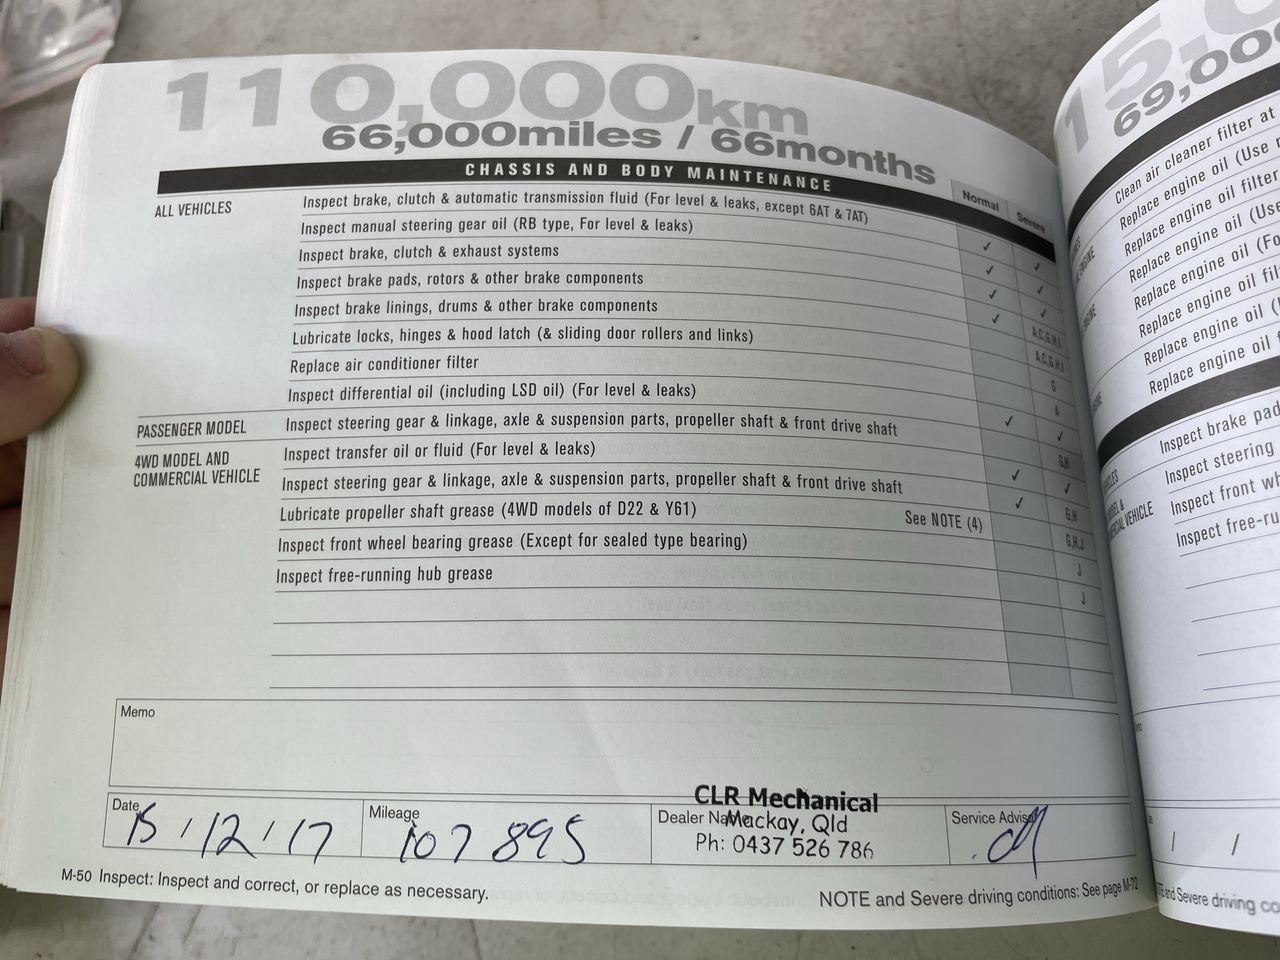 110,000km
66,000miles / 66months
CHASSIS AND BODY MAINTENANCE
Normal Severe
ALL VEHICLES Inspect brake, clutch & automatic transmission fluid (For level & leaks, except 6AT & 7AT) ✓ ✓
Inspect manual steering gear oil (RB type, For level & leaks) ✓ ✓
Inspect brake, clutch & exhaust systems ✓ ✓
Inspect brake pads, rotors & other brake components ✓ A,C,G,H,J
Inspect brake linings, drums & other brake components A,C,G,H,J
Lubricate locks, hinges & hood latch (& sliding door rollers and links) G
Replace air conditioner filter A
Inspect differential oil (including LSD oil) (For level & leaks) ✓ ✓
PASSENGER MODEL Inspect steering gear & linkage, axle & suspension parts, propeller shaft & front drive shaft G,H
4WD MODEL AND COMMERCIAL VEHICLE Inspect transfer oil or fluid (For level & leaks) ✓ ✓
Inspect steering gear & linkage, axle & suspension parts, propeller shaft & front drive shaft ✓ G,H
Lubricate propeller shaft grease (4WD models of D22 & Y61) See NOTE (4) G,H,J
Inspect front wheel bearing grease (Except for sealed type bearing) J
Inspect free-running hub grease J
Memo
Date 15 / 12 / 17
Mileage 107 895
Dealer Name
CLR Mechanical
Mackay, Qld
Ph: 0437 526 786
Service Advisor
M-50 Inspect: Inspect and correct, or replace as necessary.
NOTE and Severe driving conditions: See page M-72
69,00
Clean air cleaner filter at
Replace engine oil (Use
Replace engine oil filter
Replace engine oil (Use
Replace engine oil (Fo
Replace engine oil fil
Replace engine oil (
Replace engine oil f
Inspect brake pad
Inspect steering
Inspect front wh
Inspect free-ru
/ /
and Severe driving co